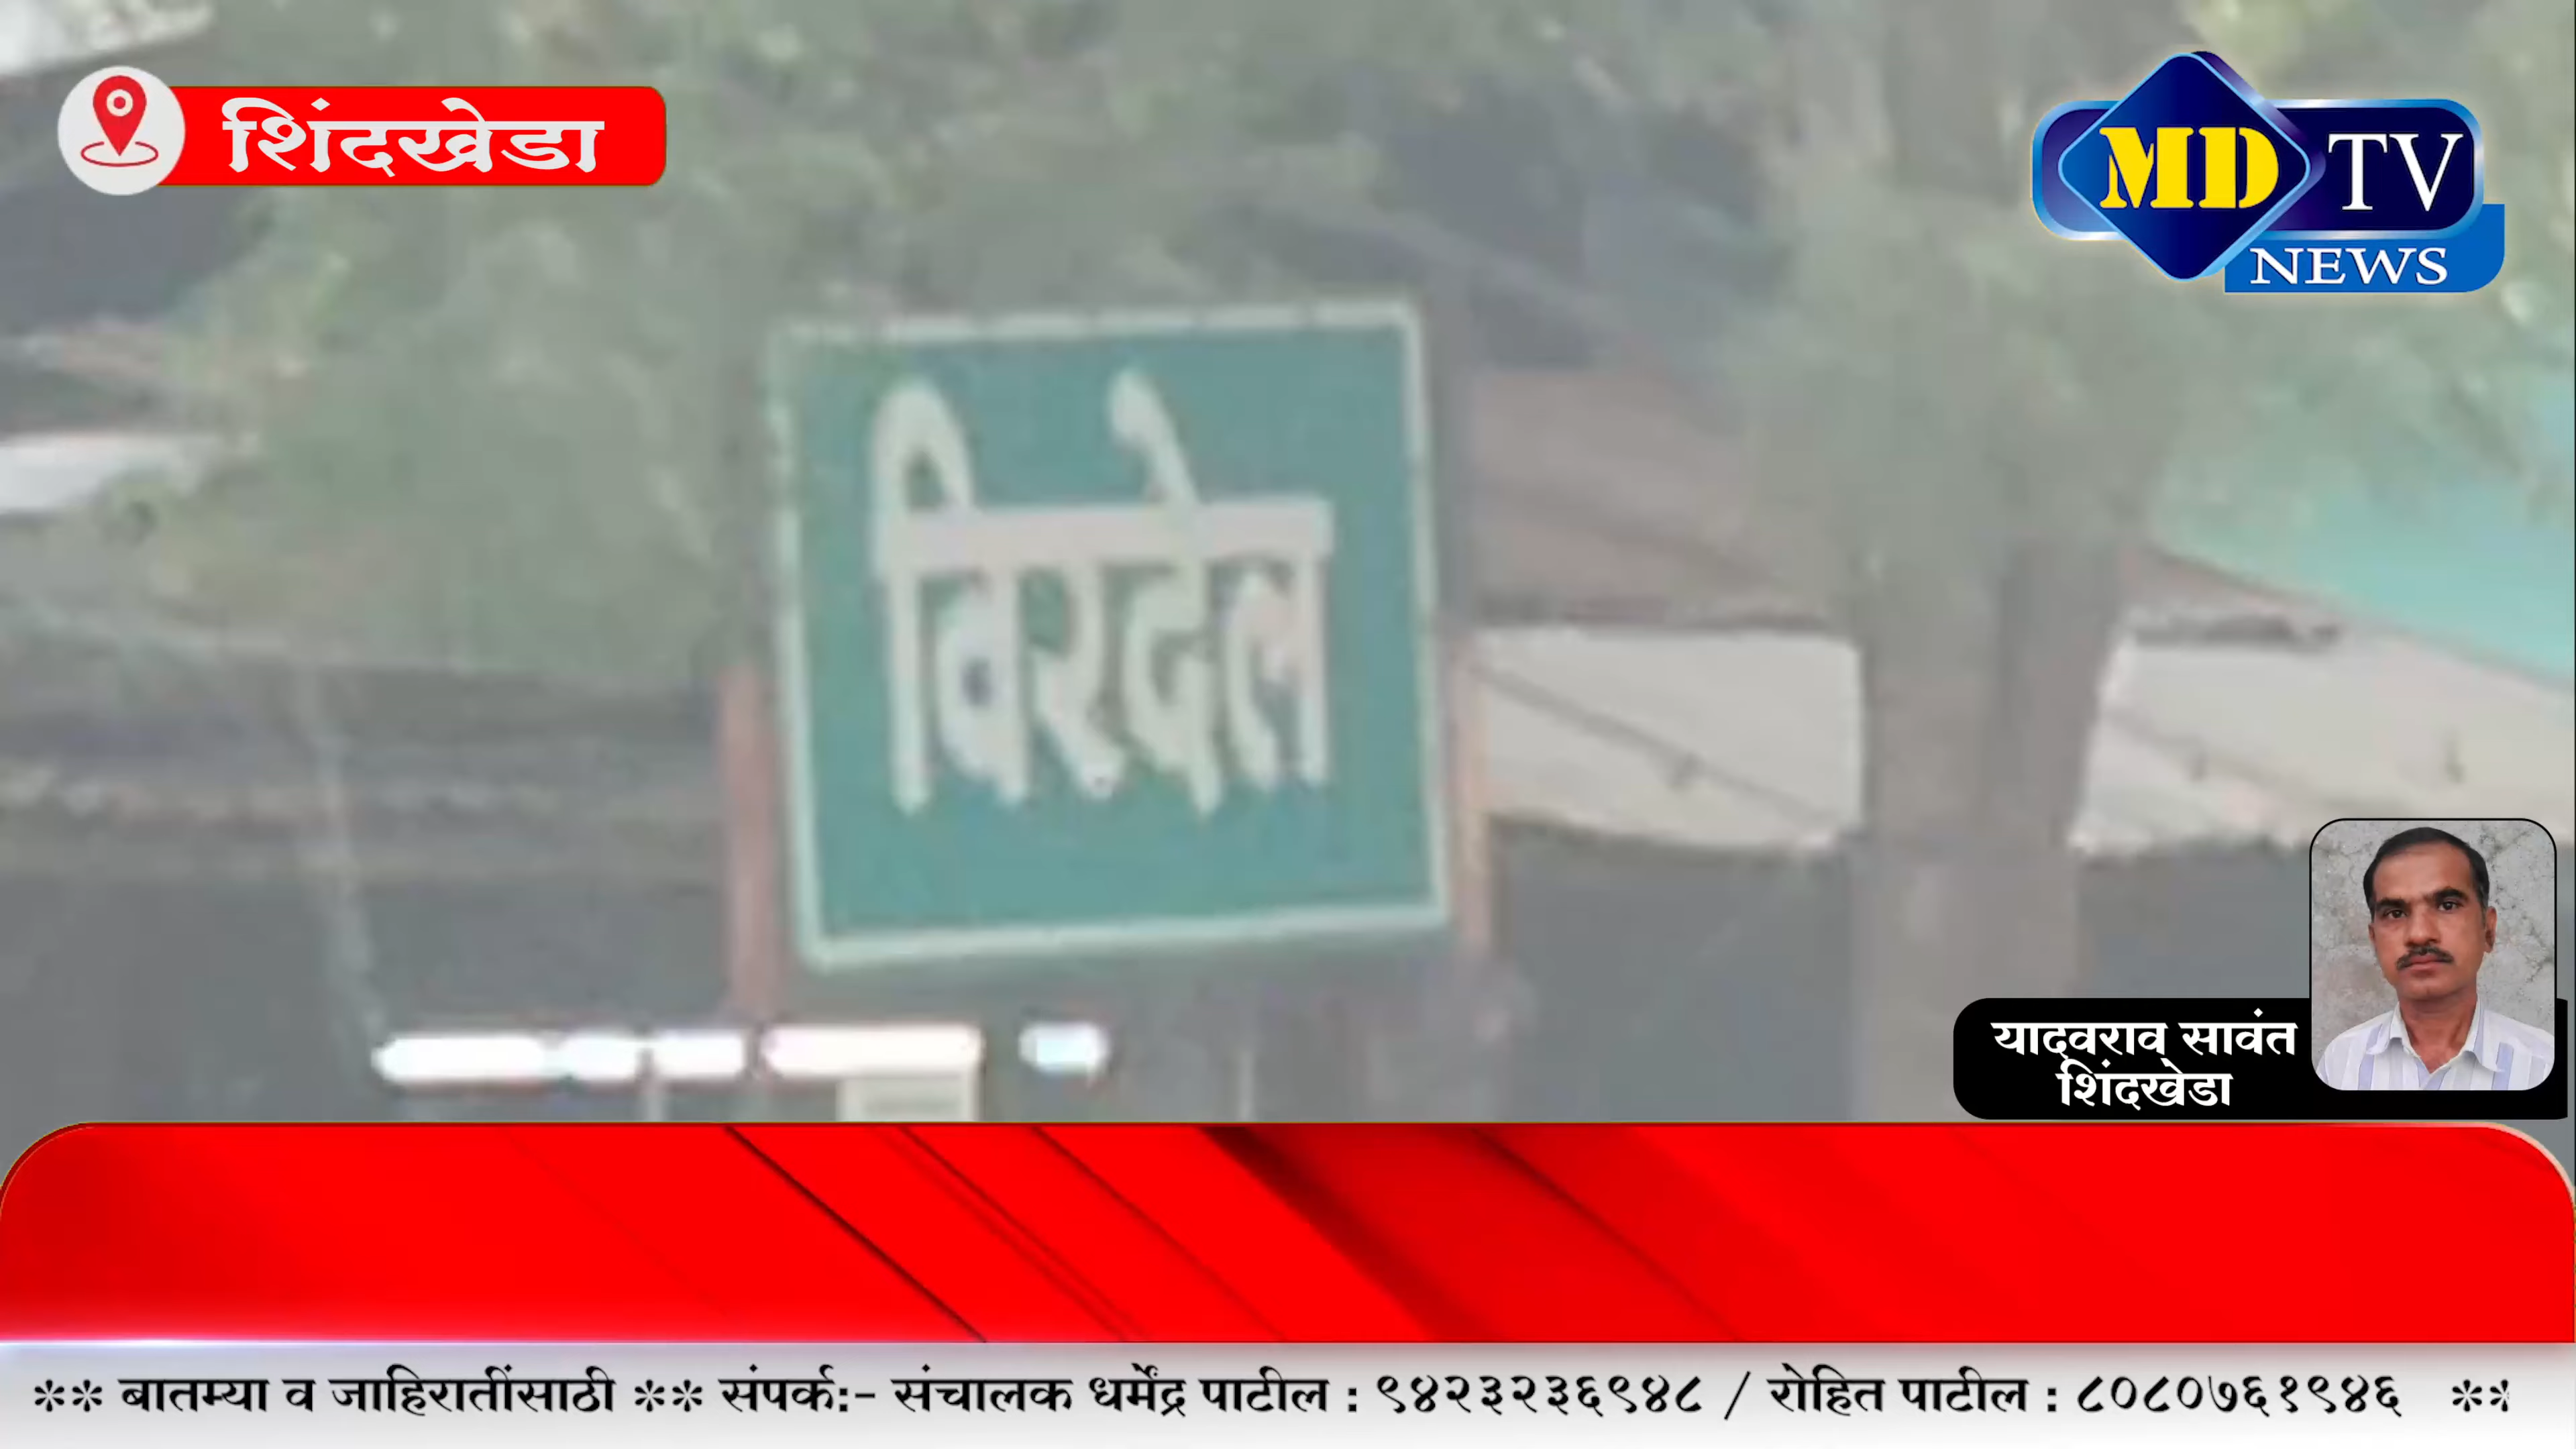 शिंदखेडा
MD TV
NEWS
विरदेल
यादवराव सावंत
शिंदखेडा
** बातम्या व जाहिरातींसाठी ** संपर्क:- संचालक धर्मेंद्र पाटील : ९४२३२३६९४८ / रोहित पाटील : ८०८०७६१९४६ **